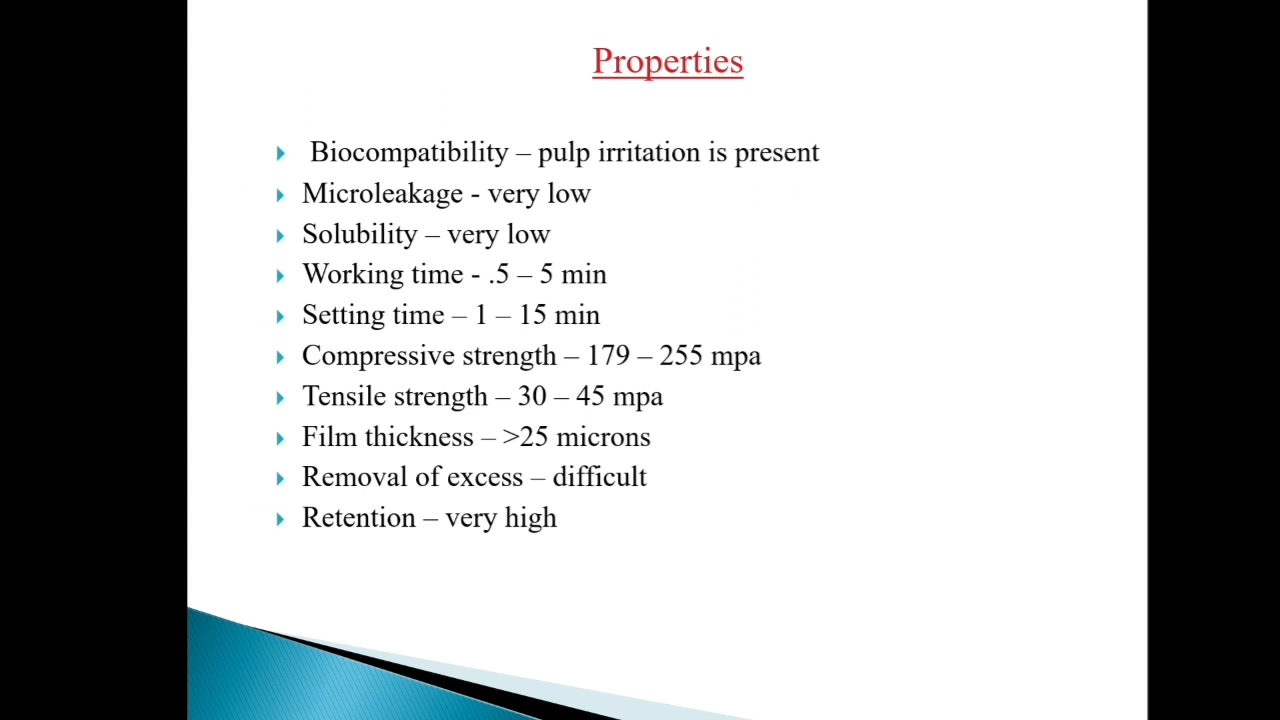 Properties
Biocompatibility – pulp irritation is present
Microleakage - very low
Solubility – very low
Working time - .5 – 5 min
Setting time – 1 – 15 min
Compressive strength – 179 – 255 mpa
Tensile strength – 30 – 45 mpa
Film thickness – >25 microns
Removal of excess – difficult
Retention – very high